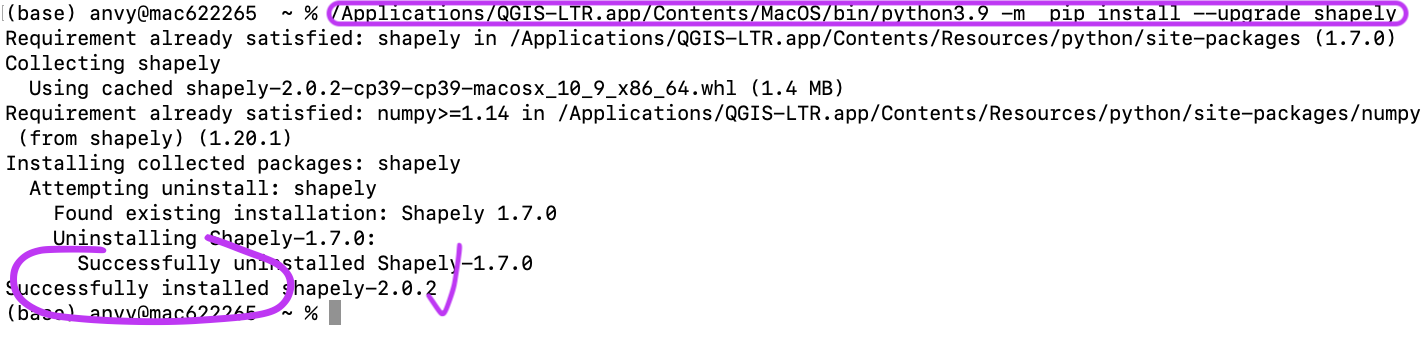 (base) anvy@mac622265 ~ % /Applications/QGIS-LTR.app/Contents/MacOS/bin/python3.9 -m  pip install --upgrade shapely
Requirement already satisfied: shapely in /Applications/QGIS-LTR.app/Contents/Resources/python/site-packages (1.7.0)
Collecting shapely
  Using cached shapely-2.0.2-cp39-cp39-macosx_10_9_x86_64.whl (1.4 MB)
Requirement already satisfied: numpy>=1.14 in /Applications/QGIS-LTR.app/Contents/Resources/python/site-packages/numpy
 (from shapely) (1.20.1)
Installing collected packages: shapely
  Attempting uninstall: shapely
    Found existing installation: Shapely 1.7.0
    Uninstalling Shapely-1.7.0:
      Successfully uninstalled Shapely-1.7.0
Successfully installed shapely-2.0.2
(base) anvy@mac622265 ~ %